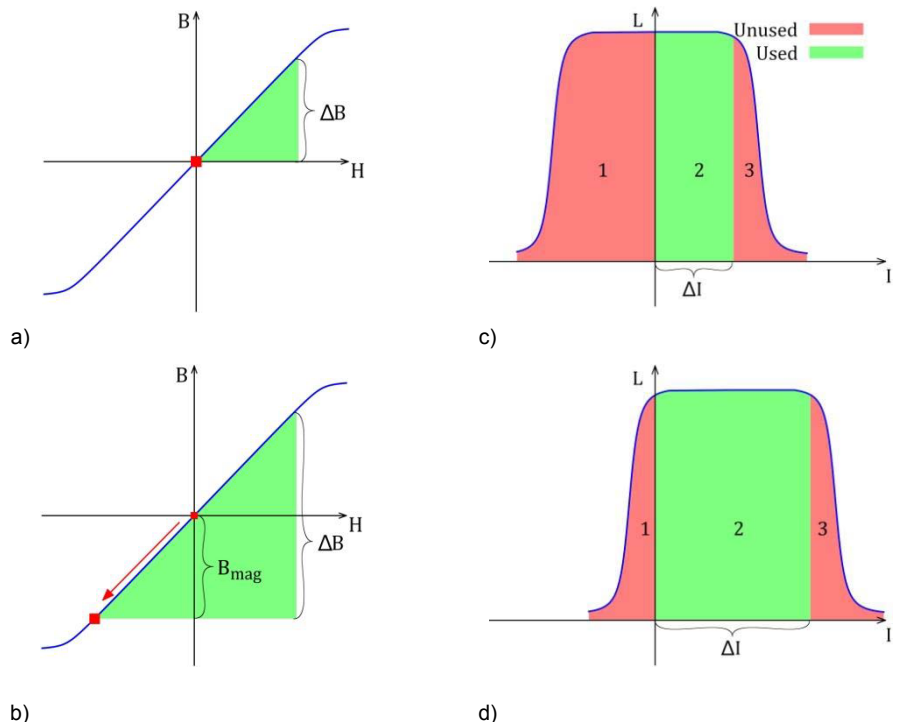 B
ΔB
H
a)
L
Unused
Used
1
2
3
ΔI
I
c)
B
H
ΔB
B_mag
b)
L
1
2
3
ΔI
I
d)